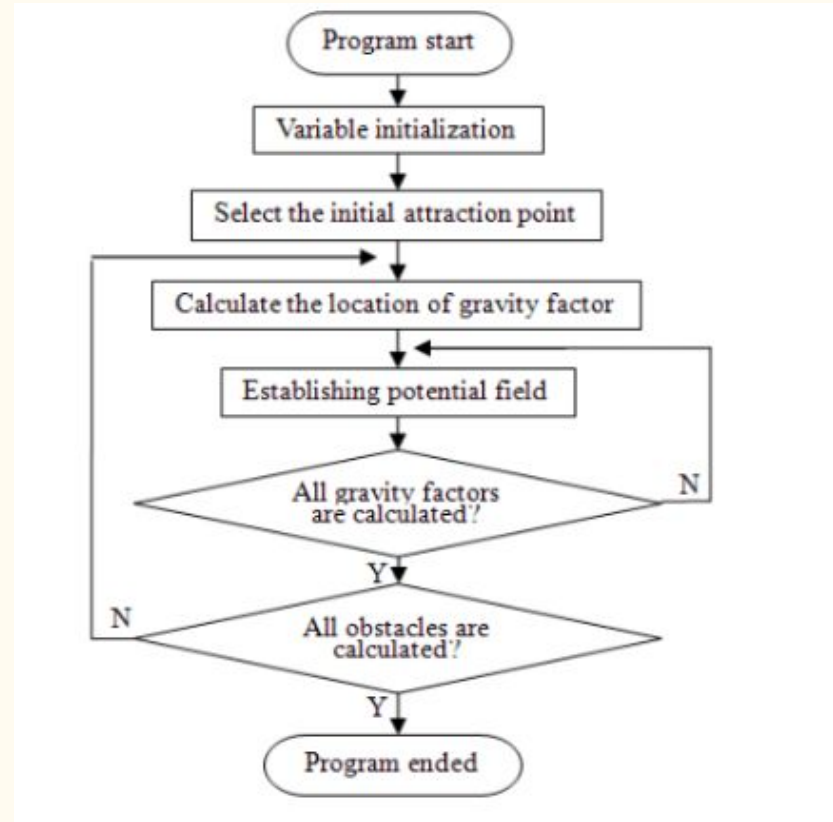 Program start
Variable initialization
Select the initial attraction point
Calculate the location of gravity factor
Establishing potential field
All gravity factors
are calculated?
N
Y
All obstacles are
calculated?
N
Y
Program ended